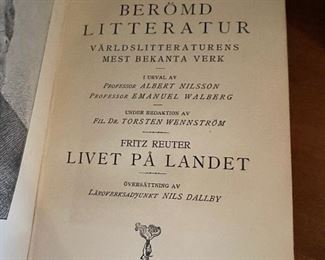 BERÖMD
LITTERATUR
VÄRLDSLITTERATURENS
MEST BEKANTA VERK
I URVAL AV
PROFESSOR ALBERT NILSSON
PROFESSOR EMANUEL WALBERG
UNDER REDAKTION AV
FIL. DR. TORSTEN WENNSTRÖM
FRITZ REUTER
LIVET PÅ LANDET
ÖVERSÄTTNING AV
LÄROVERKSADJUNKT NILS DALLBY